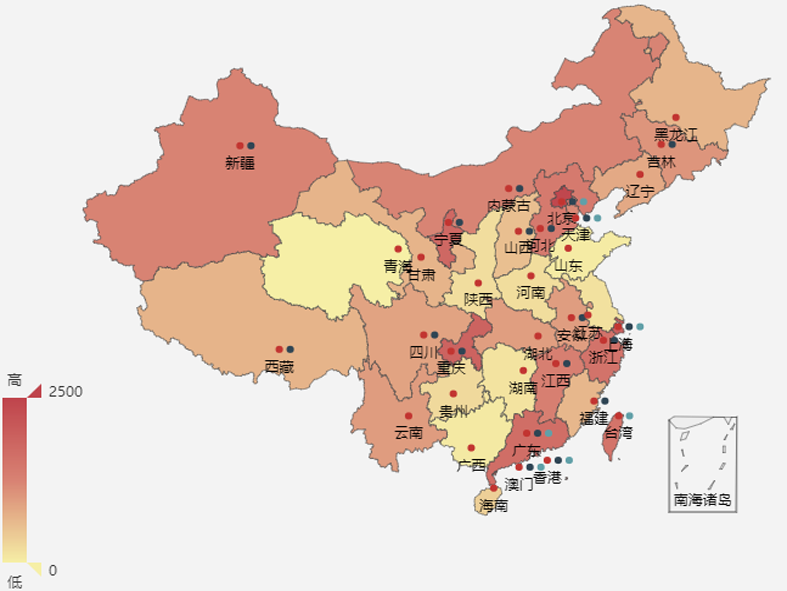 黑龙江
吉林
新疆
辽宁
内蒙古
北京
天津
宁夏
山西
河北
青海
甘肃
山东
陕西
河南
安徽
江苏
上海
四川
湖北
浙江
西藏
重庆
江西
湖南
高
2500
贵州
福建
云南
台湾
广东
广西
澳门
香港
南海诸岛
海南
0
低